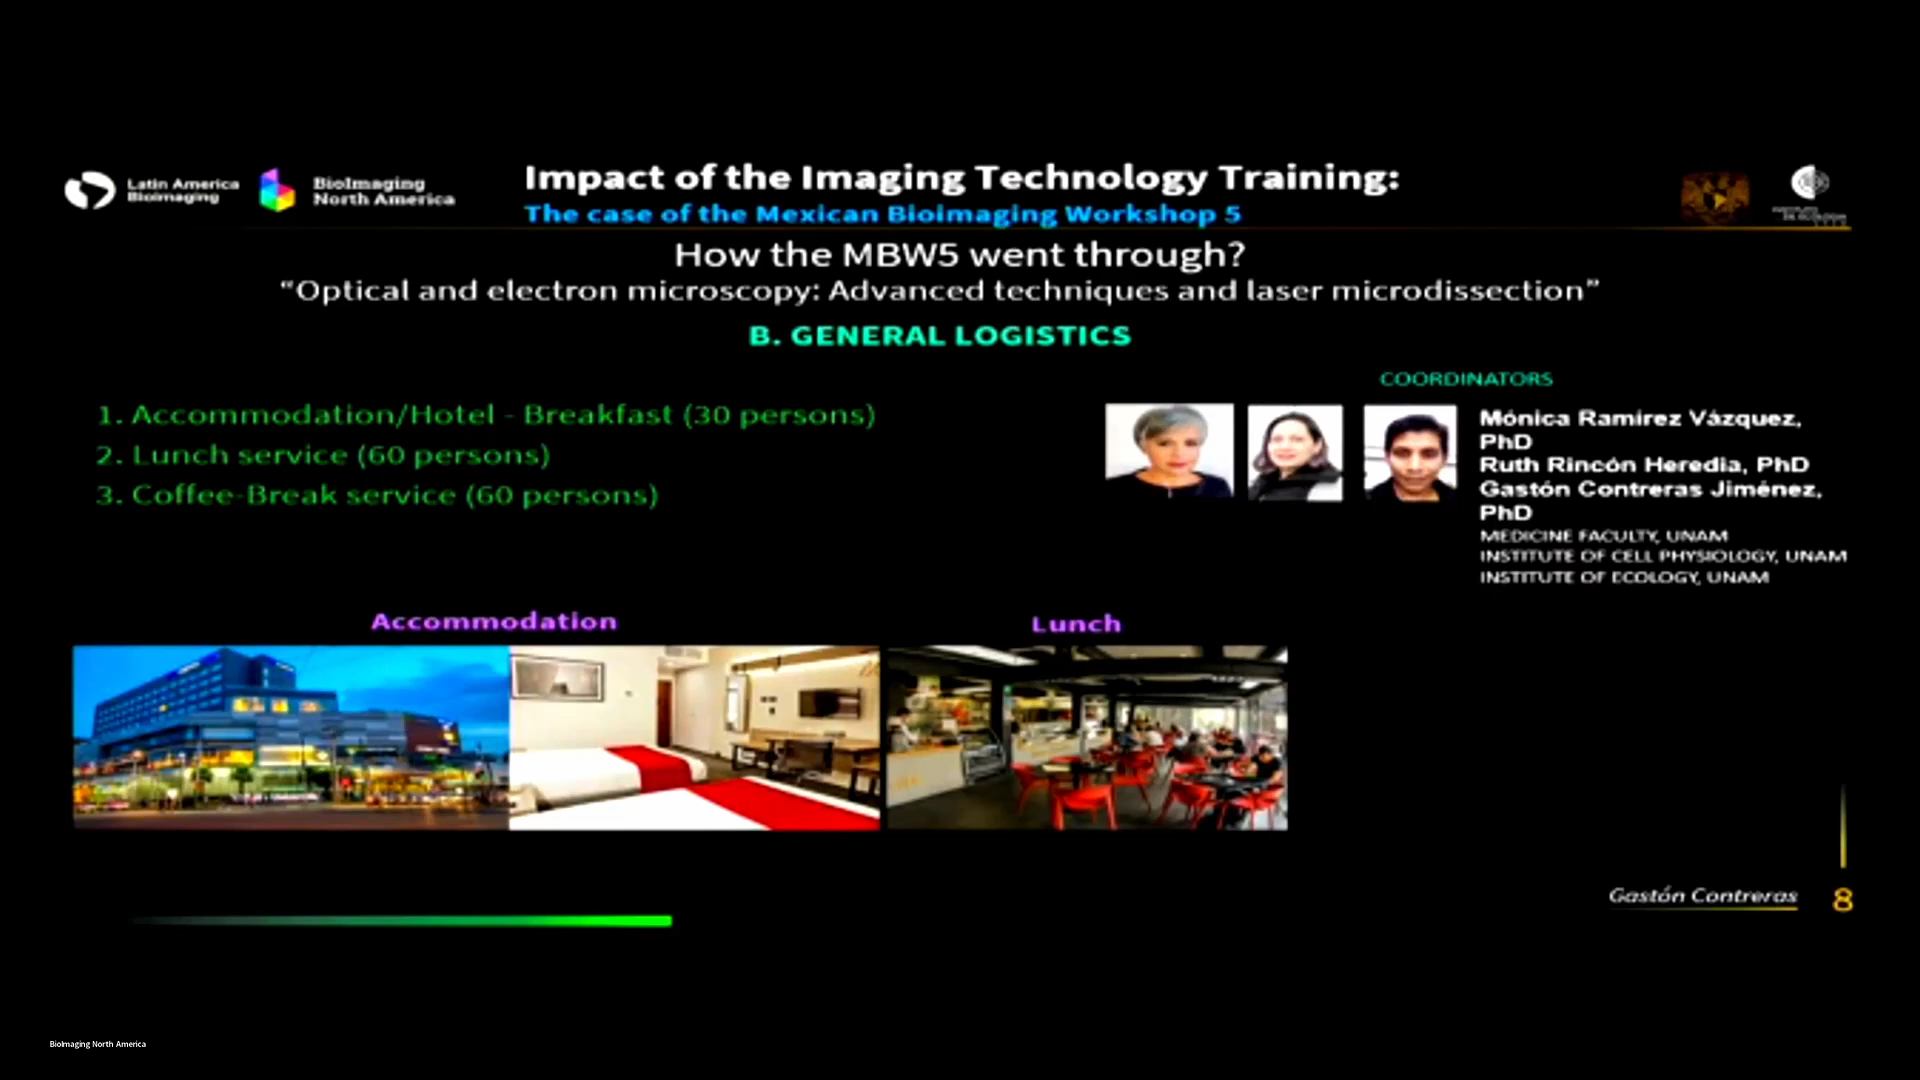 Latin America
Bioimaging
BioImaging
North America
Impact of the Imaging Technology Training:
The case of the Mexican BioImaging Workshop 5
How the MBW5 went through?
“Optical and electron microscopy: Advanced techniques and laser microdissection”
B. GENERAL LOGISTICS
1. Accommodation/Hotel - Breakfast (30 persons)
2. Lunch service (60 persons)
3. Coffee-Break service (60 persons)
COORDINATORS
Mónica Ramírez Vázquez,
PhD
Ruth Rincón Heredia, PhD
Gastón Contreras Jiménez,
PhD
MEDICINE FACULTY, UNAM
INSTITUTE OF CELL PHYSIOLOGY, UNAM
INSTITUTE OF ECOLOGY, UNAM
Accommodation
Lunch
Gastón Contreras
8
BioImaging North America